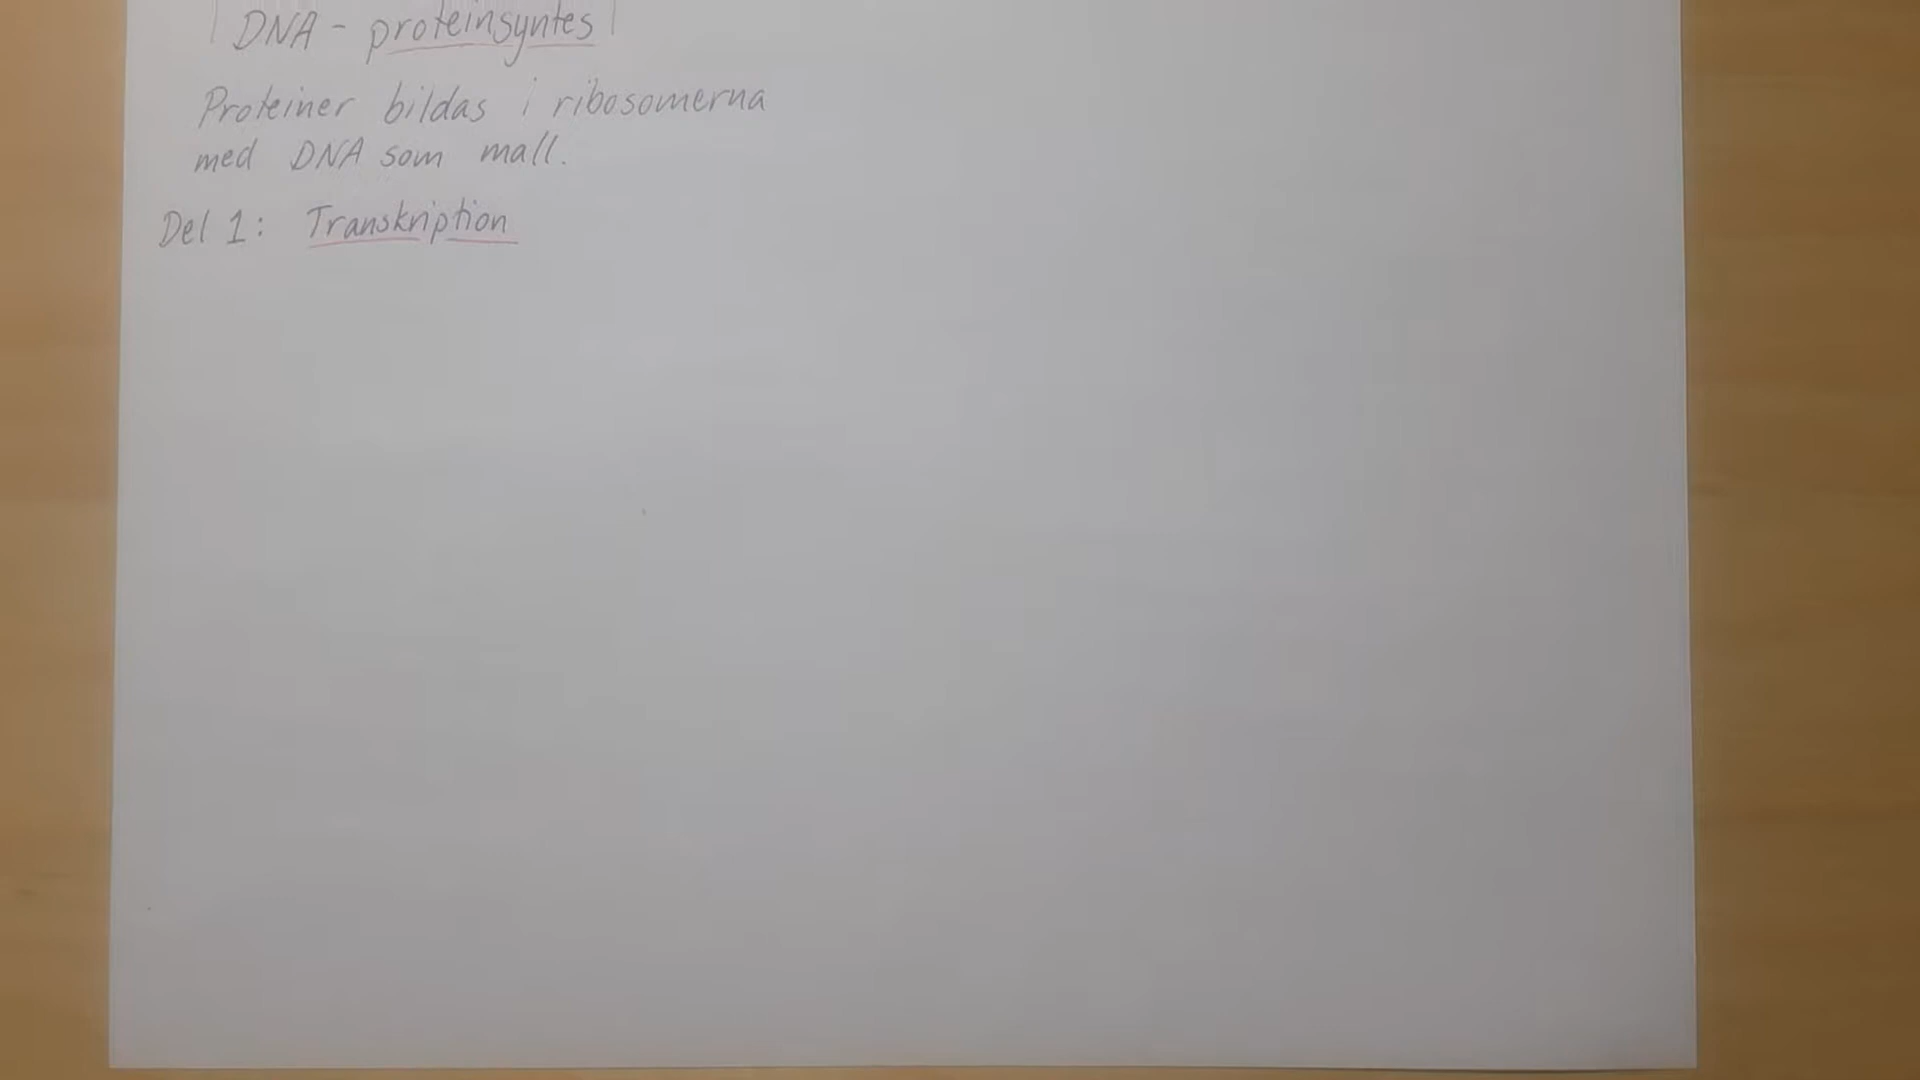 DNA - proteinsyntes
Proteiner bildas i ribosomerna
med DNA som mall.
Del 1: Transkription